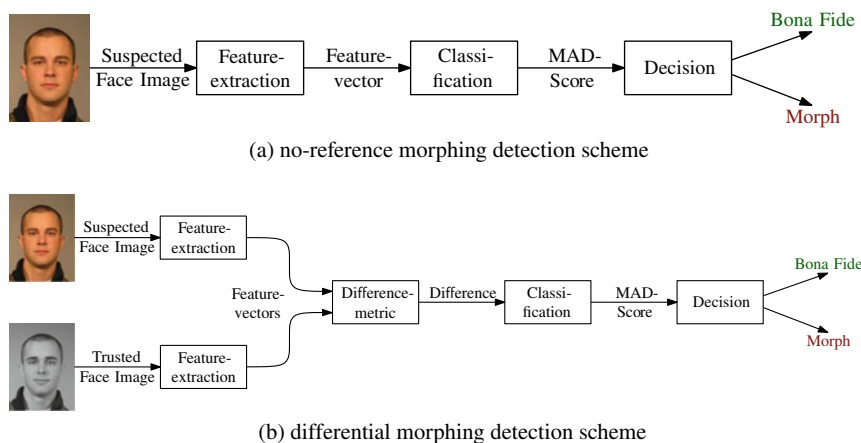 Suspected
Face Image
Feature-
extraction
Feature-
vector
Classi-
fication
MAD-
Score
Decision
Bona Fide
Morph
(a) no-reference morphing detection scheme
Suspected
Face Image
Feature-
extraction
Trusted
Face Image
Feature-
extraction
Feature-
vectors
Difference-
metric
Difference
Classi-
fication
MAD-
Score
Decision
Bona Fide
Morph
(b) differential morphing detection scheme